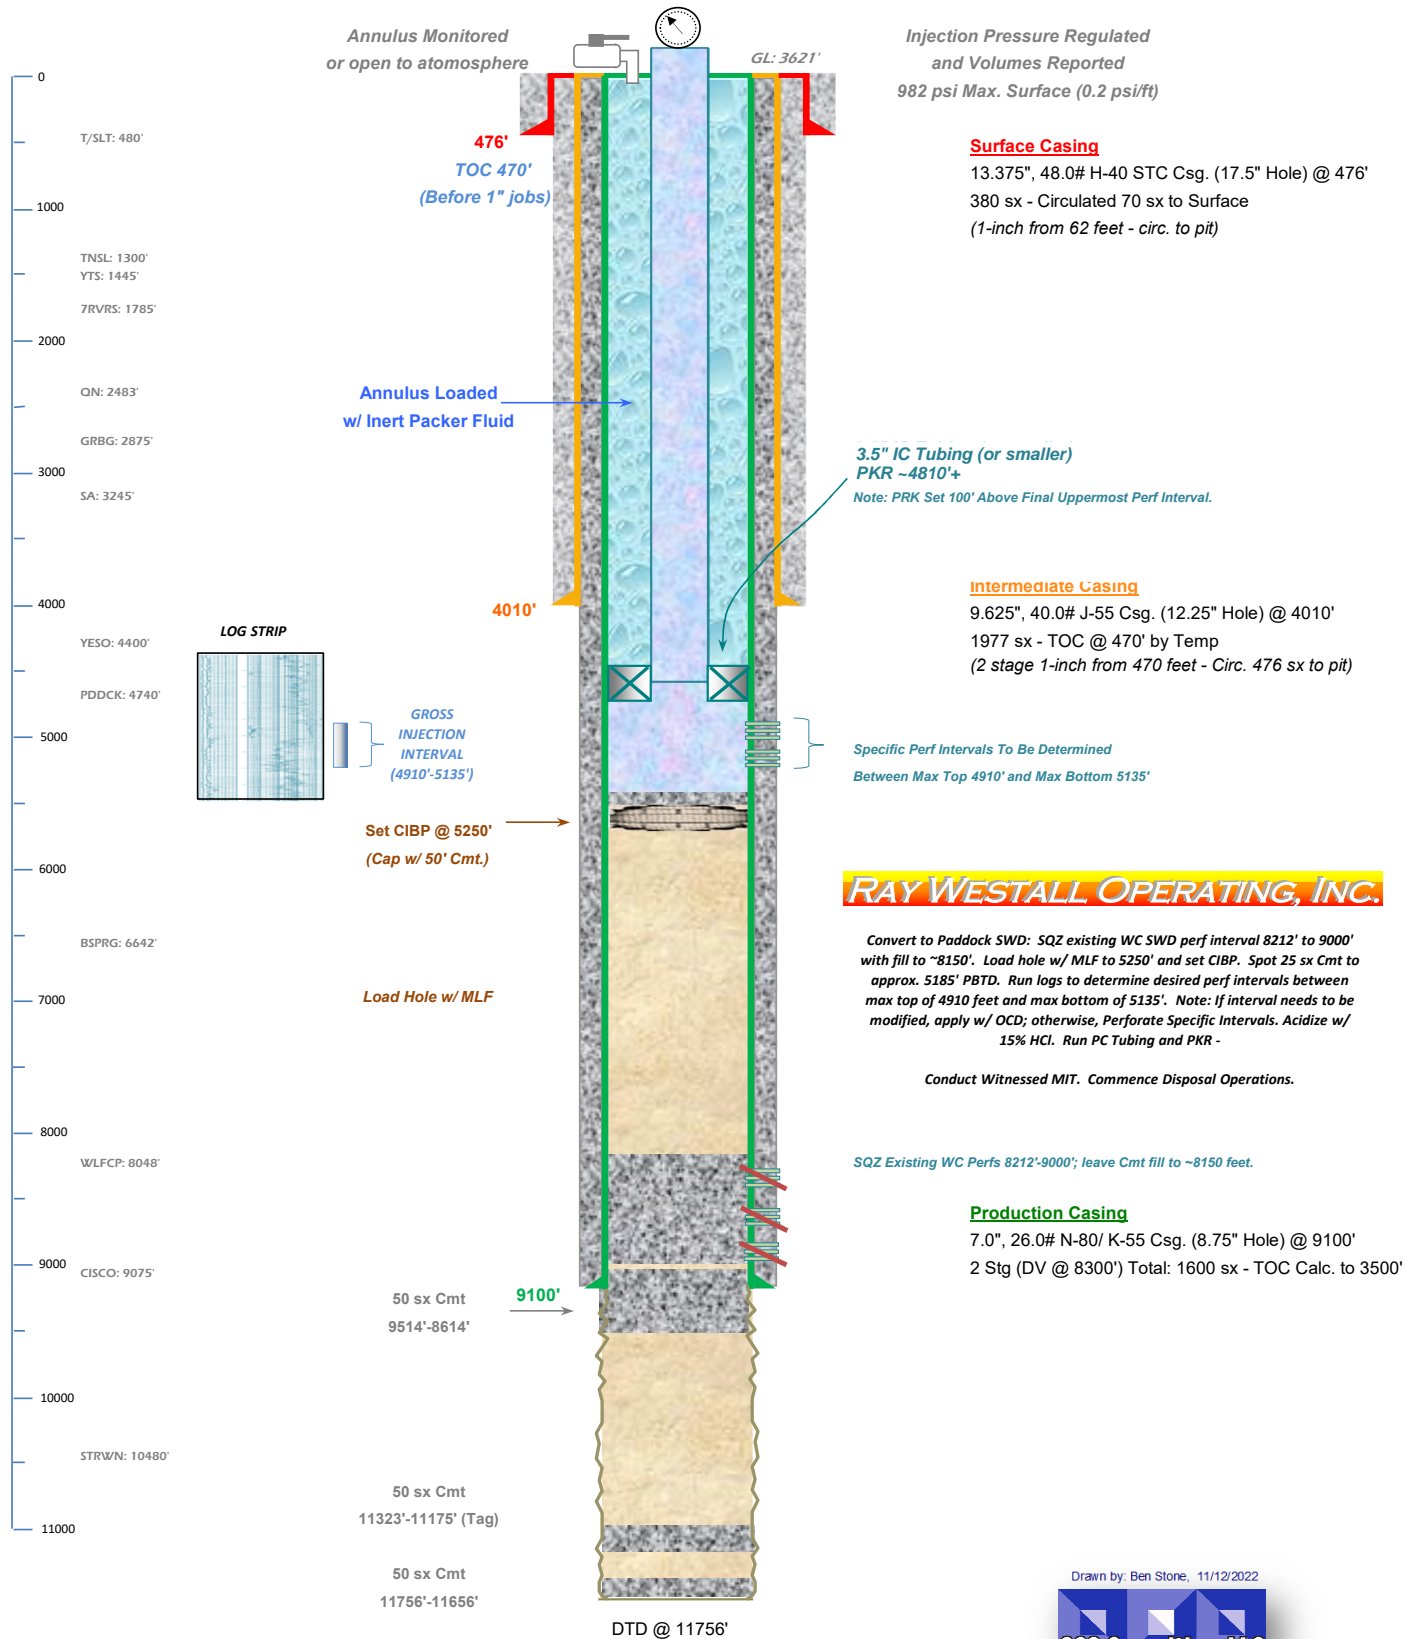 Annulus Monitored
or open to atomosphere
GL: 3621'
Injection Pressure Regulated
and Volumes Reported
982 psi Max. Surface (0.2 psi/ft)
0
T/SLT: 480'
476'
TOC 470'
(Before 1" jobs)
Surface Casing
13.375", 48.0# H-40 STC Csg. (17.5" Hole) @ 476'
380 sx - Circulated 70 sx to Surface
(1-inch from 62 feet - circ. to pit)
1000
TNSL: 1300'
YTS: 1445'
7RVRS: 1785'
2000
QN: 2483'
Annulus Loaded
w/ Inert Packer Fluid
GRBG: 2875'
3000
SA: 3245'
3.5" IC Tubing (or smaller)
PKR ~4810'+
Note: PRK Set 100' Above Final Uppermost Perf Interval.
4000
4010'
Intermediate Casing
9.625", 40.0# J-55 Csg. (12.25" Hole) @ 4010'
1977 sx - TOC @ 470' by Temp
(2 stage 1-inch from 470 feet - Circ. 476 sx to pit)
YESO: 4400'
LOG STRIP
PDDCK: 4740'
5000
GROSS
INJECTION
INTERVAL
(4910'-5135')
Specific Perf Intervals To Be Determined
Between Max Top 4910' and Max Bottom 5135'
Set CIBP @ 5250'
(Cap w/ 50' Cmt.)
6000
RAY WESTALL OPERATING, INC.
BSPRG: 6642'
Convert to Paddock SWD: SQZ existing WC SWD perf interval 8212' to 9000'
with fill to ~8150'. Load hole w/ MLF to 5250' and set CIBP. Spot 25 sx Cmt to
approx. 5185' PBTD. Run logs to determine desired perf intervals between
max top of 4910 feet and max bottom of 5135'. Note: If interval needs to be
modified, apply w/ OCD; otherwise, Perforate Specific Intervals. Acidize w/
15% HCl. Run PC Tubing and PKR -
Conduct Witnessed MIT. Commence Disposal Operations.
7000
Load Hole w/ MLF
8000
WLFCP: 8048'
SQZ Existing WC Perfs 8212'-9000'; leave Cmt fill to ~8150 feet.
Production Casing
7.0", 26.0# N-80/ K-55 Csg. (8.75" Hole) @ 9100'
2 Stg (DV @ 8300') Total: 1600 sx - TOC Calc. to 3500'
9000
CISCO: 9075'
9100'
50 sx Cmt
9514'-8614'
10000
STRWN: 10480'
50 sx Cmt
11323'-11175' (Tag)
11000
50 sx Cmt
11756'-11656'
DTD @ 11756'
Drawn by: Ben Stone, 11/12/2022